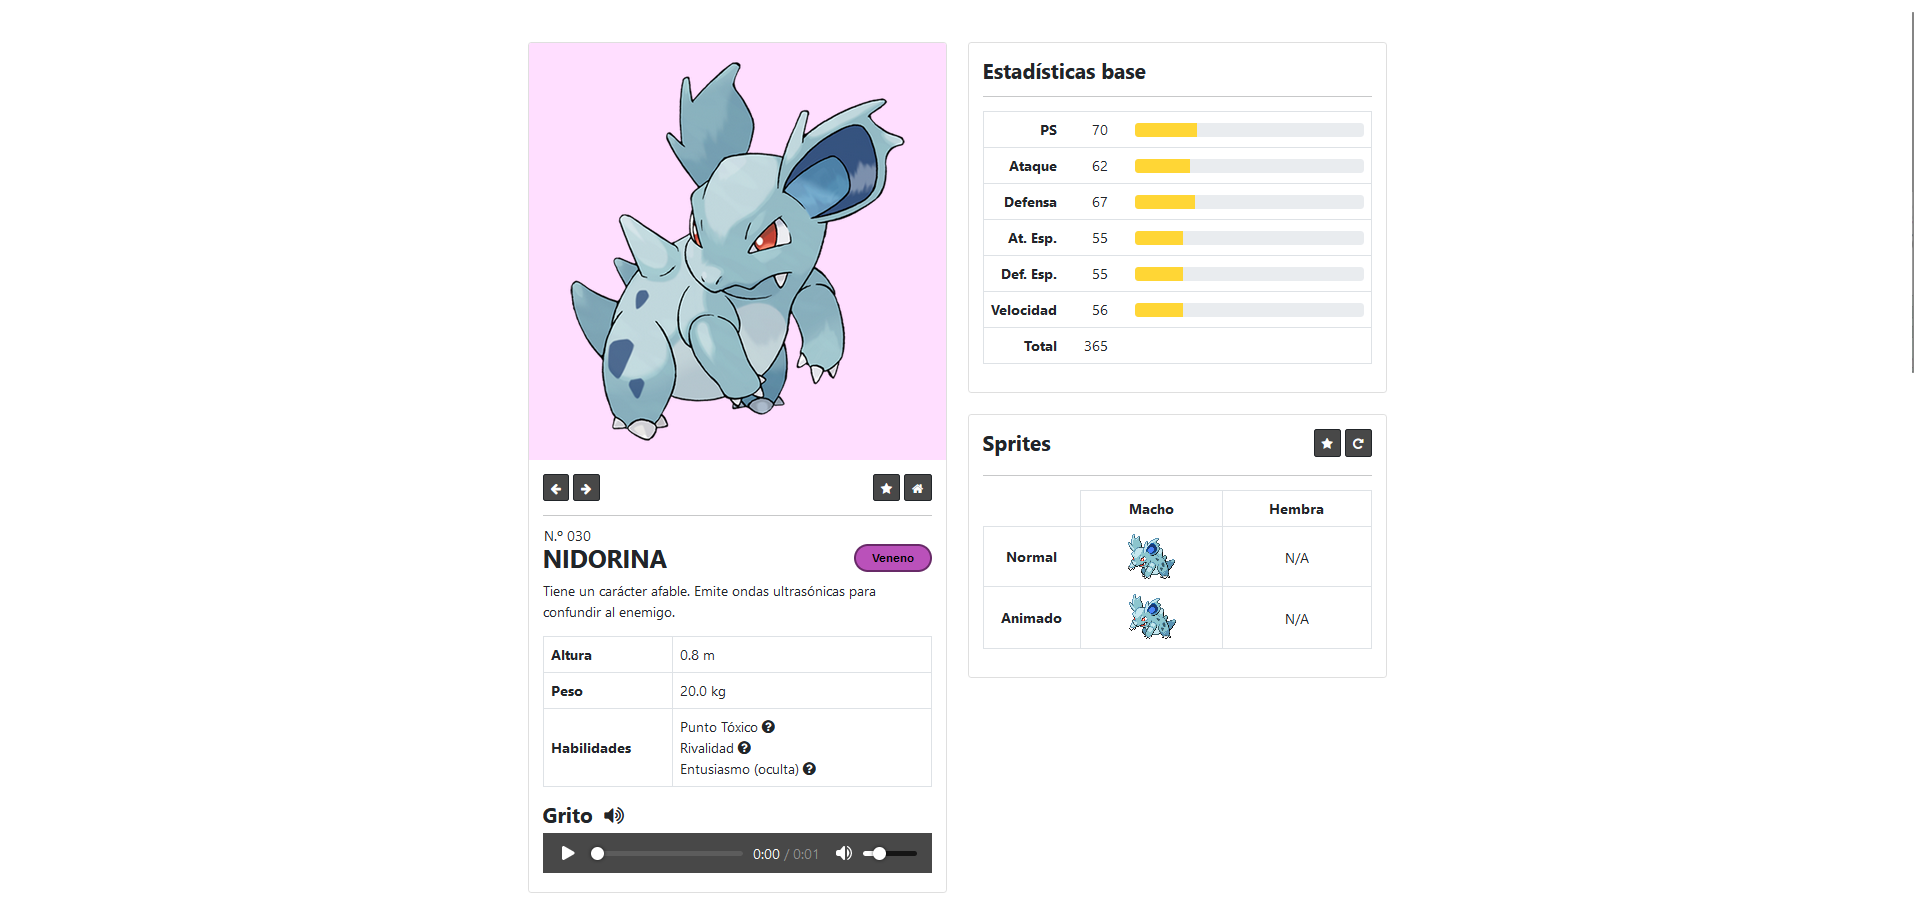 N.º 030
NIDORINA
Veneno
Tiene un carácter afable. Emite ondas ultrasónicas para
confundir al enemigo.
Altura 0.8 m
Peso 20.0 kg
Habilidades
Punto Tóxico
Rivalidad
Entusiasmo (oculta)
Grito
0:00 / 0:01
Estadísticas base
PS 70
Ataque 62
Defensa 67
At. Esp. 55
Def. Esp. 55
Velocidad 56
Total 365
Sprites
Macho Hembra
Normal N/A
Animado N/A